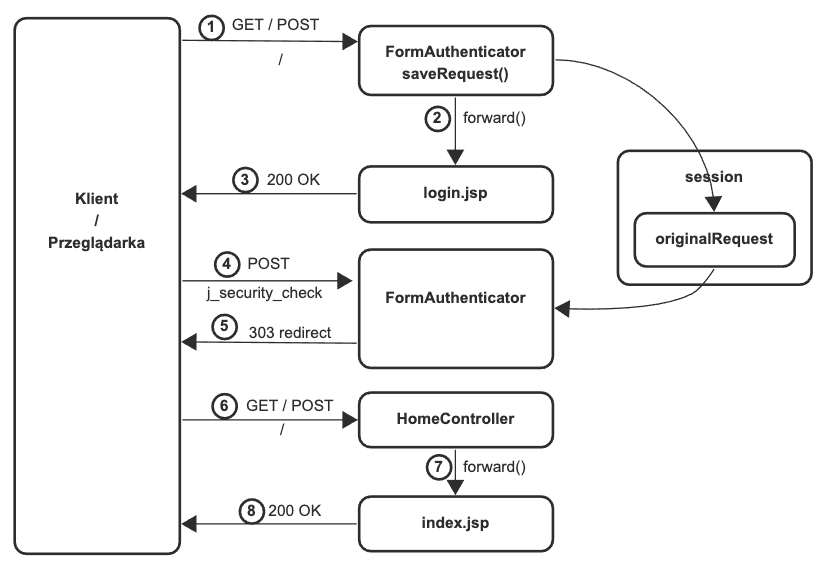 1 GET / POST
/
FormAuthenticator
saveRequest()
2 forward()
session
originalRequest
Klient
/
Przeglądarka
3 200 OK
login.jsp
4 POST
j_security_check
FormAuthenticator
5 303 redirect
6 GET / POST
/
HomeController
7 forward()
8 200 OK
index.jsp